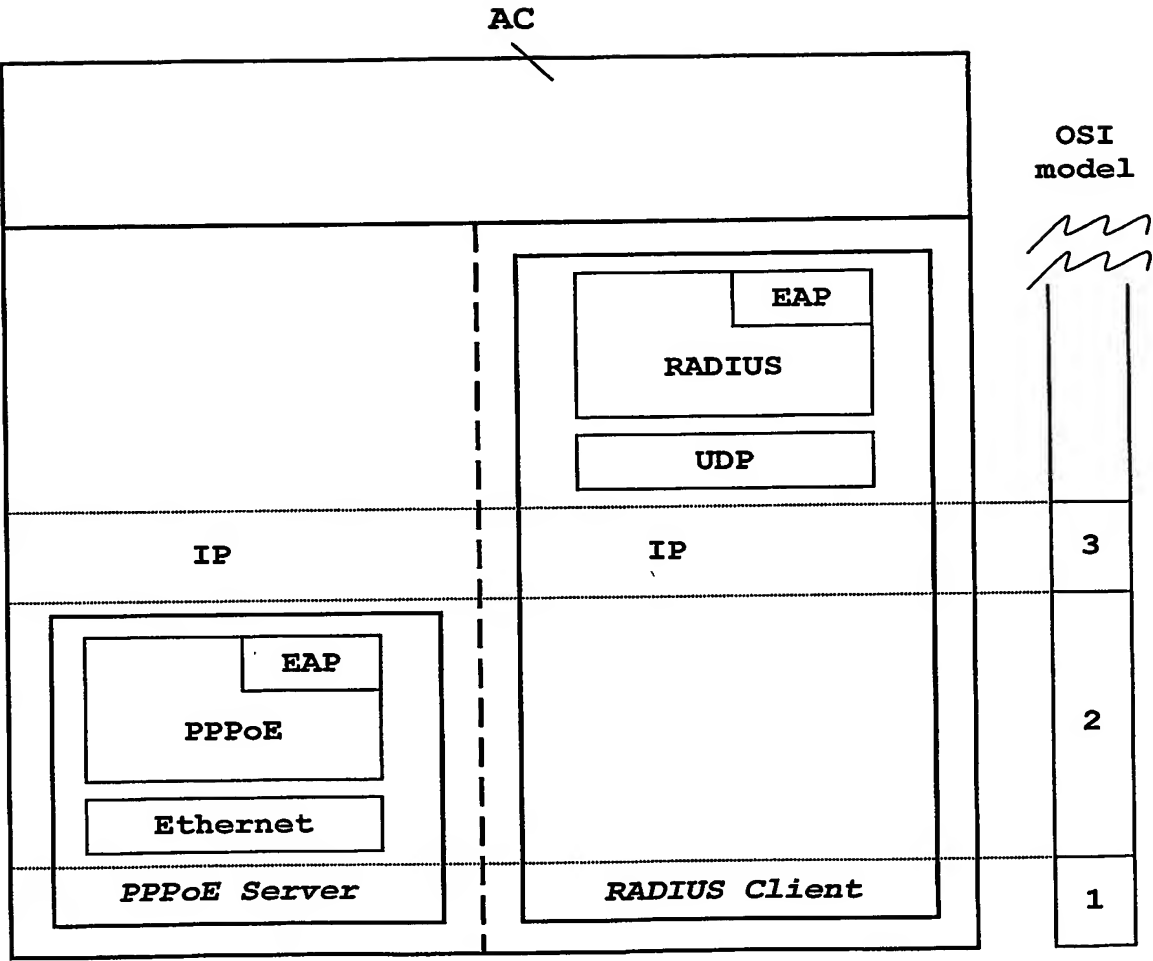 AC
OSI
model
EAP
RADIUS
UDP
IP
IP
3
EAP
PPPoE
2
Ethernet
PPPoE Server
RADIUS Client
1